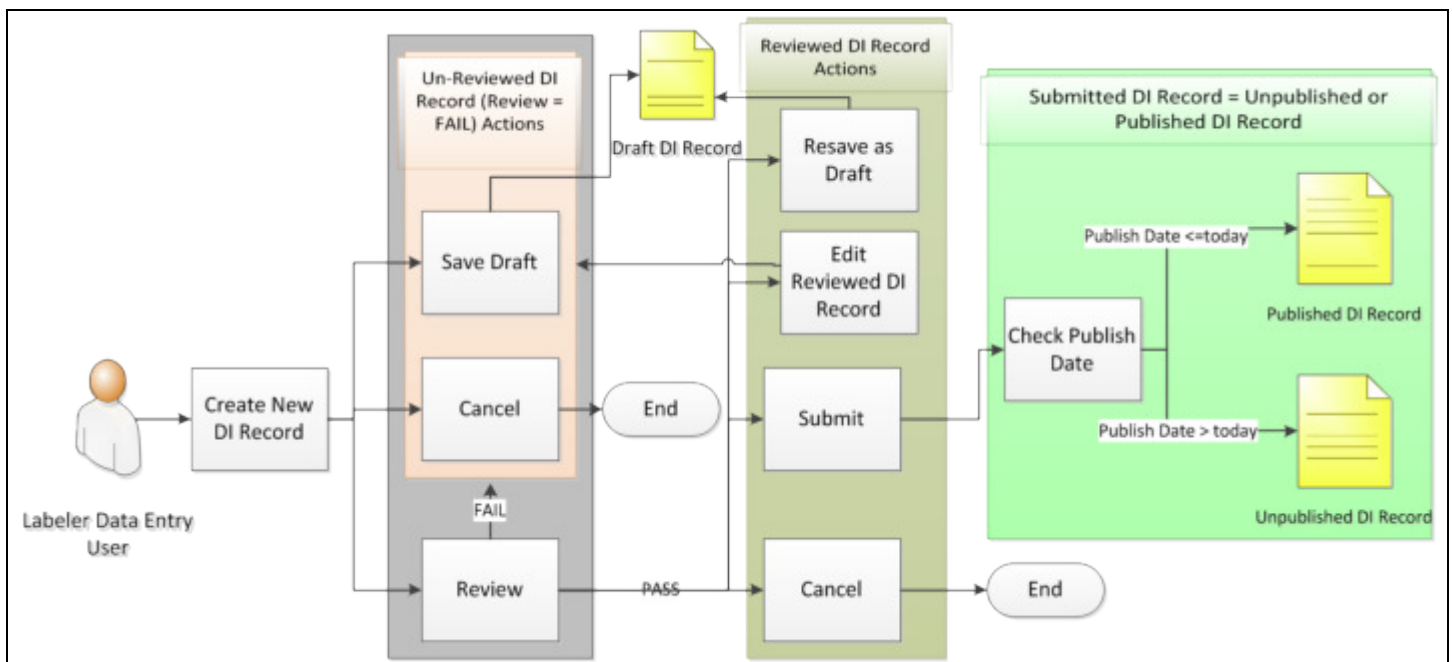 Un-Reviewed DI
Record (Review =
FAIL) Actions
Save Draft
Cancel
FAIL
Review
Create New
DI Record
Labeler Data Entry
User
Draft DI Record
End
PASS
Reviewed DI Record
Actions
Resave as
Draft
Edit
Reviewed DI
Record
Submit
Cancel
End
Submitted DI Record = Unpublished or
Published DI Record
Check Publish
Date
Publish Date <=today
Published DI Record
Publish Date > today
Unpublished DI Record